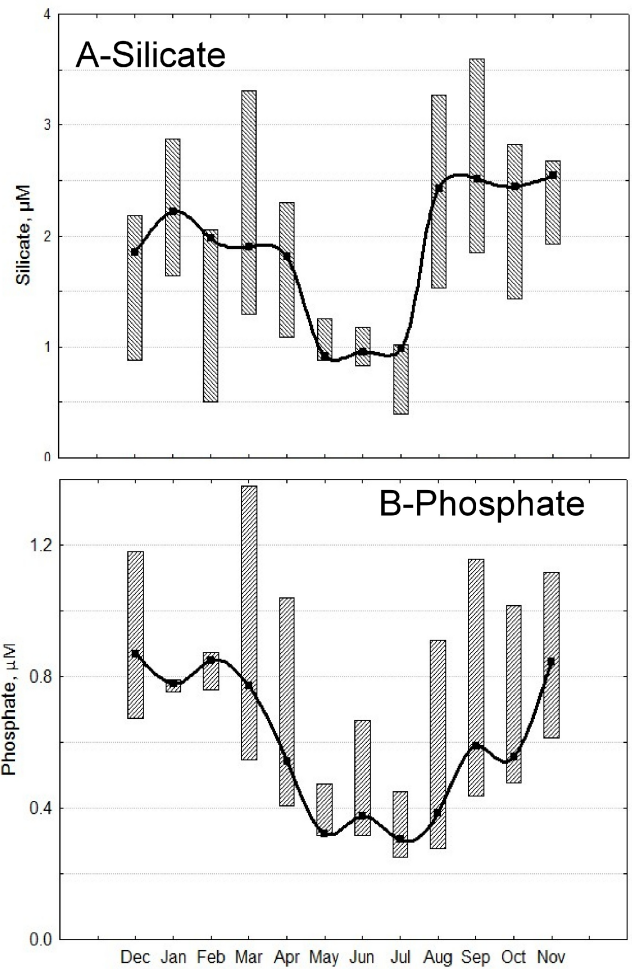 4
A-Silicate
3
Silicate, µM
2
1
0
B-Phosphate
1.2
Phosphate, µM
0.8
0.4
0.0
Dec Jan Feb Mar Apr May Jun Jul Aug Sep Oct Nov